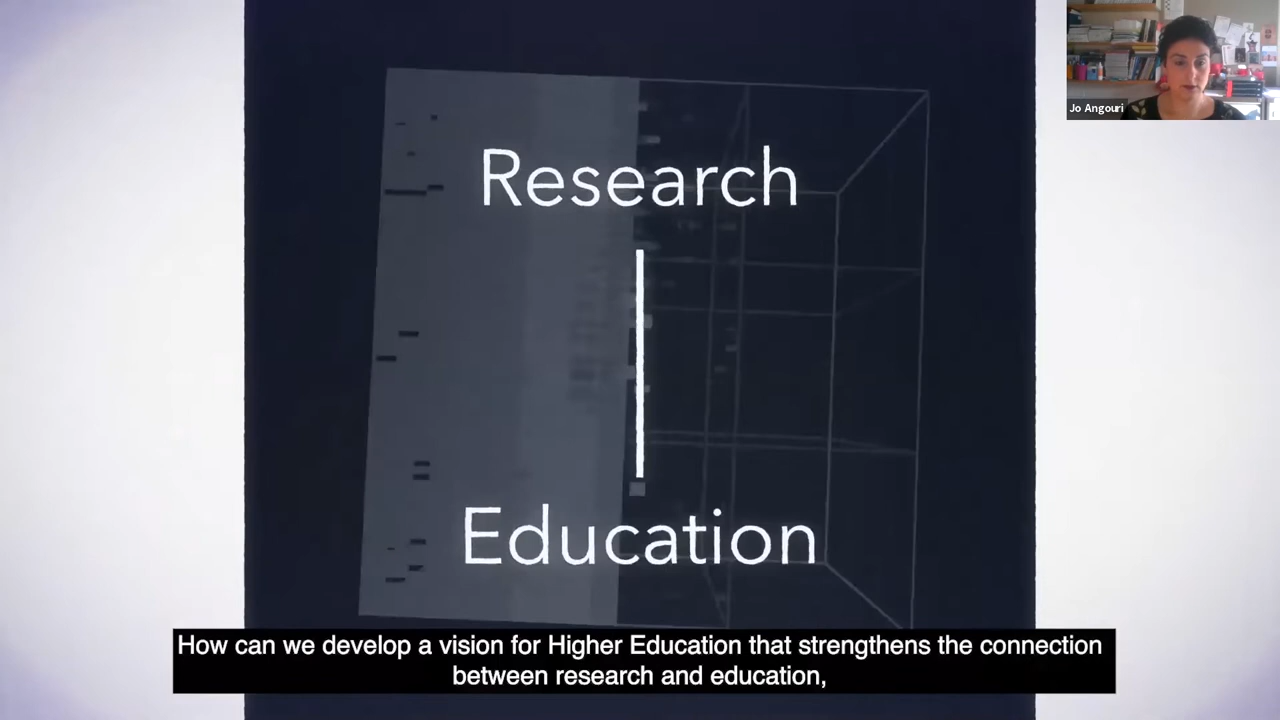 Jo Angouri
Research
Education
How can we develop a vision for Higher Education that strengthens the connection
between research and education,